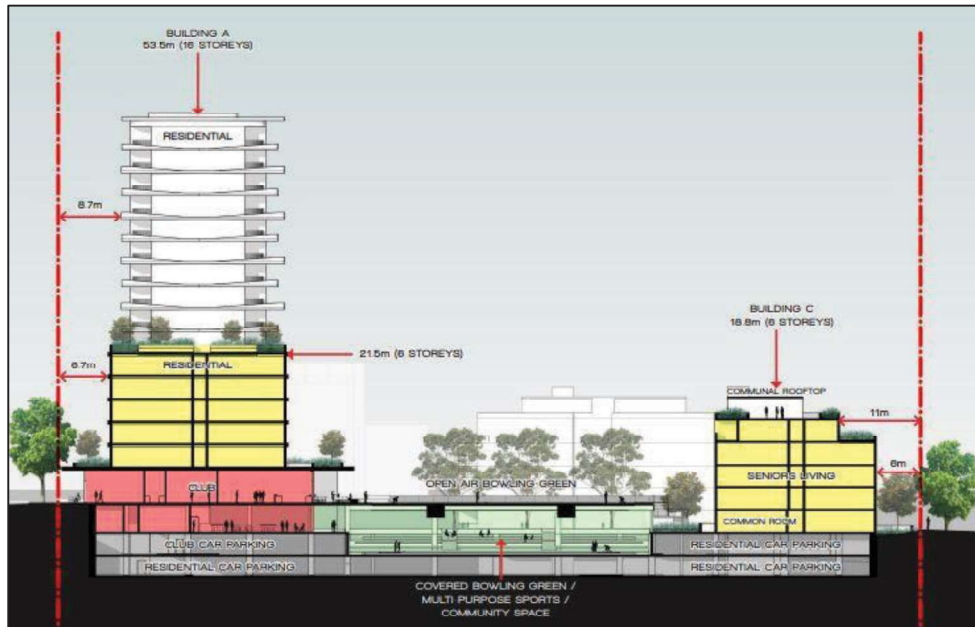 BUILDING A
53.5m (16 STOREYS)
RESIDENTIAL
8.7m
BUILDING C
18.8m (6 STOREYS)
21.5m (6 STOREYS)
6.7m
RESIDENTIAL
COMMUNAL ROOFTOP
11m
6m
CLUB
OPEN AIR BOWLING GREEN
SENIORS LIVING
COMMON ROOM
CLUB CAR PARKING
RESIDENTIAL CAR PARKING
RESIDENTIAL CAR PARKING
RESIDENTIAL CAR PARKING
COVERED BOWLING GREEN /
MULTI PURPOSE SPORTS /
COMMUNITY SPACE